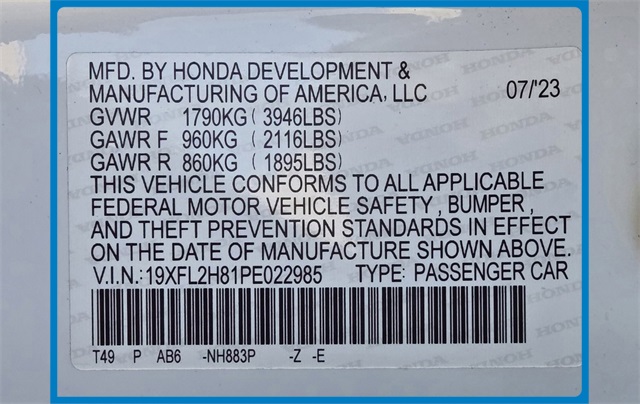 MFD. BY HONDA DEVELOPMENT &
MANUFACTURING OF AMERICA, LLC 07/'23
GVWR 1790KG ( 3946LBS)
GAWR F 960KG ( 2116LBS)
GAWR R 860KG ( 1895LBS)
THIS VEHICLE CONFORMS TO ALL APPLICABLE
FEDERAL MOTOR VEHICLE SAFETY , BUMPER ,
AND THEFT PREVENTION STANDARDS IN EFFECT
ON THE DATE OF MANUFACTURE SHOWN ABOVE.
V.I.N.: 19XFL2H81PE022985 TYPE: PASSENGER CAR
T49 P AB6 -NH883P -Z -E